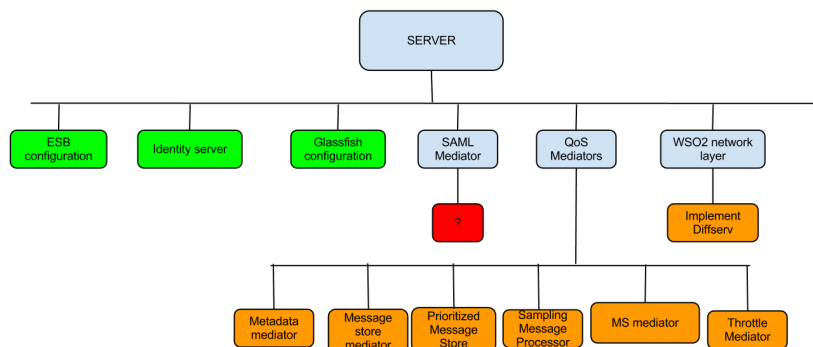 SERVER
ESB
configuration
Identity server
Glassfish
configuration
SAML
Mediator
QoS
Mediators
WSO2 network
layer
?
Implement
Diffserv
Metadata
mediator
Message
store
mediator
Prioritized
Message
Store
Sampling
Message
Processor
MS mediator
Throttle
Mediator